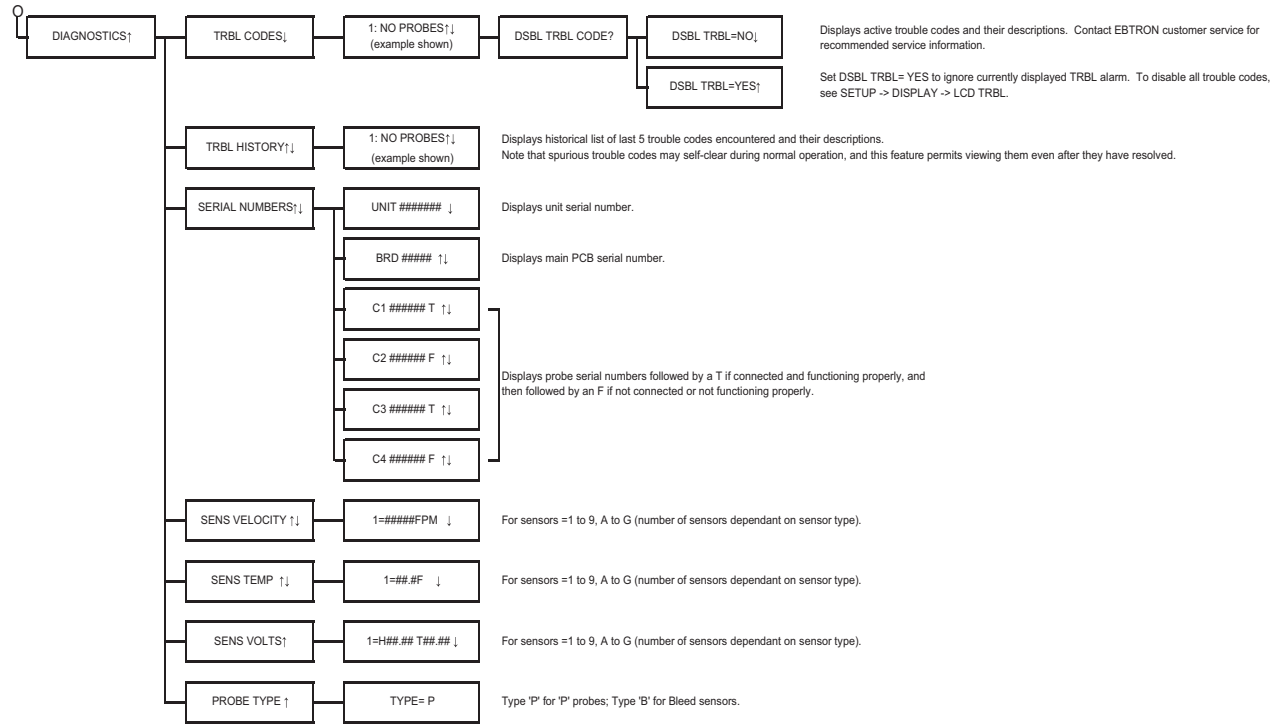 O
DIAGNOSTICS↑
TRBL CODES↓
1: NO PROBES↑↓
(example shown)
DSBL TRBL CODE?
DSBL TRBL=NO↓
Displays active trouble codes and their descriptions. Contact EBTRON customer service for
recommended service information.
DSBL TRBL=YES↑
Set DSBL TRBL= YES to ignore currently displayed TRBL alarm. To disable all trouble codes,
see SETUP -> DISPLAY -> LCD TRBL.
TRBL HISTORY↑↓
1: NO PROBES↑↓
(example shown)
Displays historical list of last 5 trouble codes encountered and their descriptions.
Note that spurious trouble codes may self-clear during normal operation, and this feature permits viewing them even after they have resolved.
SERIAL NUMBERS↑↓
UNIT ####### ↓
Displays unit serial number.
BRD ##### ↑↓
Displays main PCB serial number.
C1 ###### T ↑↓
C2 ###### F ↑↓
C3 ###### T ↑↓
C4 ###### F ↑↓
Displays probe serial numbers followed by a T if connected and functioning properly, and
then followed by an F if not connected or not functioning properly.
SENS VELOCITY ↑↓
1=#####FPM ↓
For sensors =1 to 9, A to G (number of sensors dependant on sensor type).
SENS TEMP ↑↓
1=##.#F ↓
For sensors =1 to 9, A to G (number of sensors dependant on sensor type).
SENS VOLTS↑
1=H##.## T##.## ↓
For sensors =1 to 9, A to G (number of sensors dependant on sensor type).
PROBE TYPE ↑
TYPE= P
Type 'P' for 'P' probes; Type 'B' for Bleed sensors.